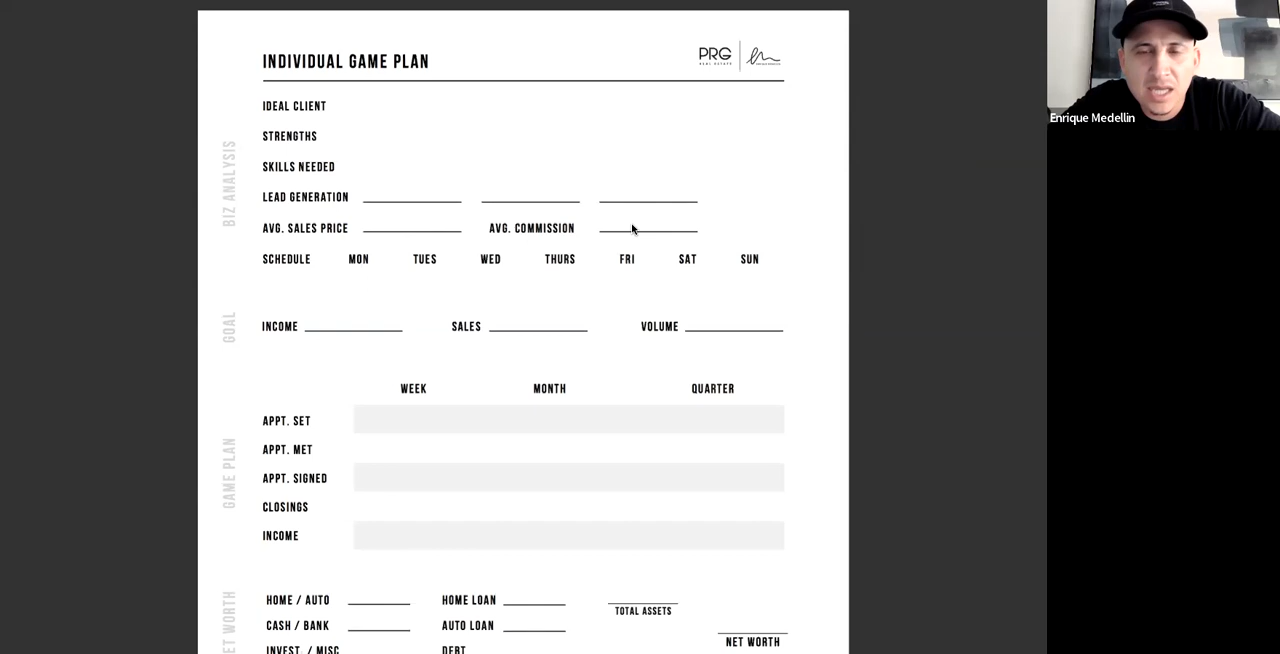 INDIVIDUAL GAME PLAN
PRG
REAL ESTATE
BIZ ANALYSIS
IDEAL CLIENT
STRENGTHS
SKILLS NEEDED
LEAD GENERATION
AVG. SALES PRICE AVG. COMMISSION
SCHEDULE MON TUES WED THURS FRI SAT SUN
GOAL
INCOME SALES VOLUME
GAME PLAN
WEEK MONTH QUARTER
APPT. SET
APPT. MET
APPT. SIGNED
CLOSINGS
INCOME
ET WORTH
HOME / AUTO HOME LOAN TOTAL ASSETS
CASH / BANK AUTO LOAN
NET WORTH
INVEST. / MISC DEBT
Enrique Medellin